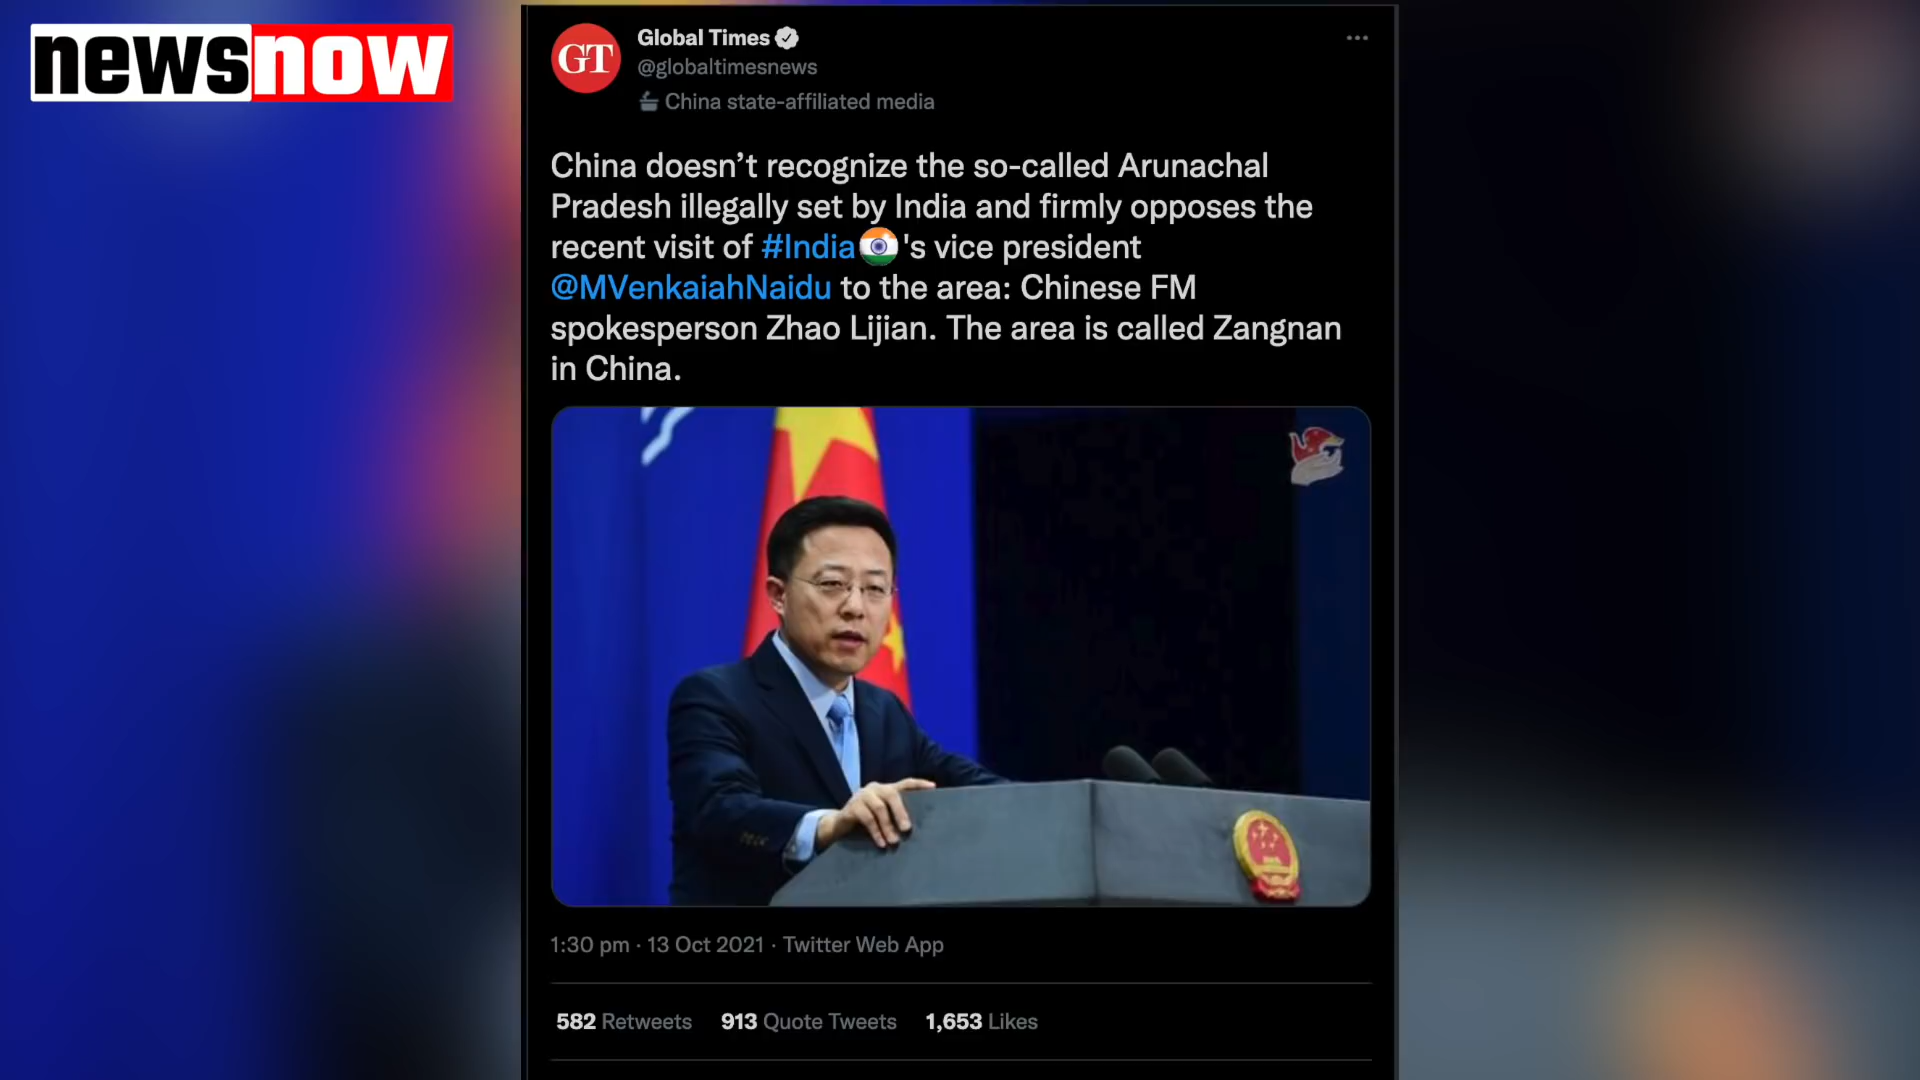 newsnow
GT
Global Times
@globaltimesnews
China state-affiliated media
China doesn’t recognize the so-called Arunachal
Pradesh illegally set by India and firmly opposes the
recent visit of #India's vice president
@MVenkaiahNaidu to the area: Chinese FM
spokesperson Zhao Lijian. The area is called Zangnan
in China.
1:30 pm · 13 Oct 2021 · Twitter Web App
582 Retweets 913 Quote Tweets 1,653 Likes